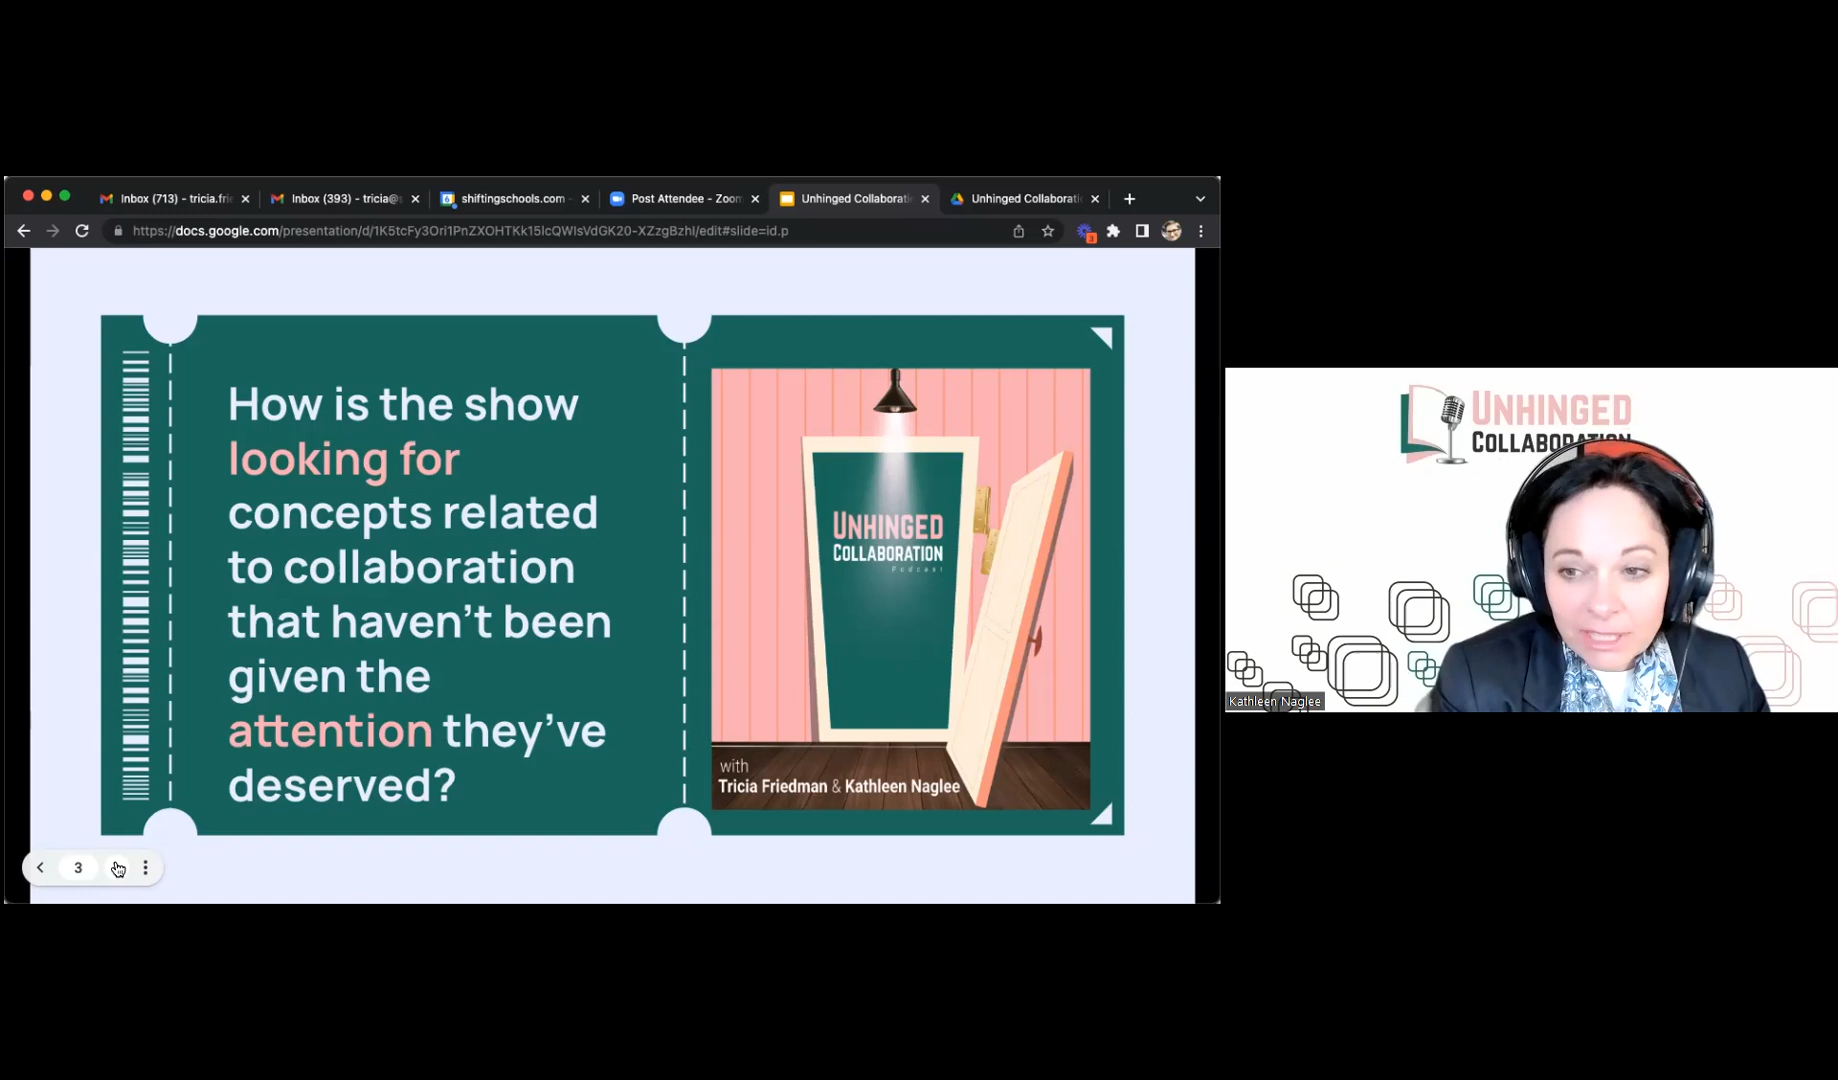 Inbox (713) - tricia.frie
Inbox (393) - tricia@s
shiftingschools.com -
Post Attendee - Zoom
Unhinged Collaborati
Unhinged Collaborati
https://docs.google.com/presentation/d/1K5tcFy3Ori1PnZXOHTKk15lcQWIsVdGK20-XZzgBzhI/edit#slide=id.p
How is the show
looking for
concepts related
to collaboration
that haven't been
given the
attention they've
deserved?
UNHINGED
COLLABORATION
Podcast
with
Tricia Friedman & Kathleen Naglee
3
UNHINGED
COLLABORATION
Kathleen Naglee